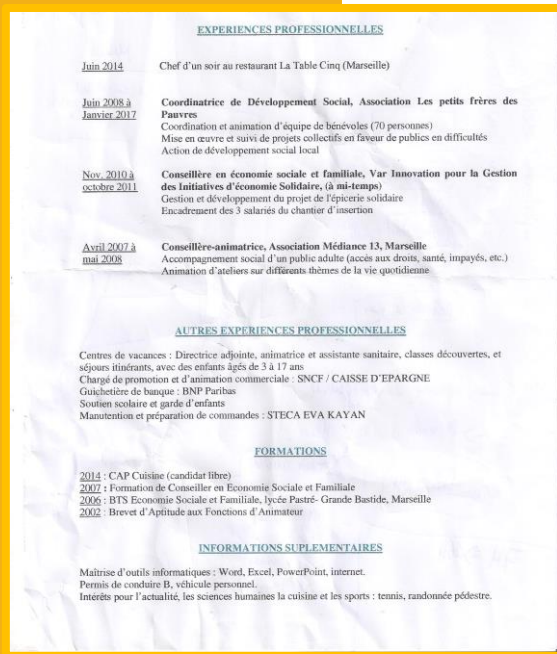 EXPERIENCES PROFESSIONNELLES
Juin 2014 Chef d'un soir au restaurant La Table Cinq (Marseille)
Juin 2008 à Coordinatrice de Développement Social, Association Les petits frères des
Janvier 2017 Pauvres
Coordination et animation d'équipe de bénévoles (70 personnes)
Mise en œuvre et suivi de projets collectifs en faveur de publics en difficultés
Action de développement social local
Nov. 2010 à Conseillère en économie sociale et familiale, Var Innovation pour la Gestion
octobre 2011 des Initiatives d'économie Solidaire, (à mi-temps)
Gestion et développement du projet de l'épicerie solidaire
Encadrement des 3 salariés du chantier d'insertion
Avril 2007 à Conseillère-animatrice, Association Médiance 13, Marseille
mai 2008 Accompagnement social d'un public adulte (accès aux droits, santé, impayés, etc.)
Animation d'ateliers sur différents thèmes de la vie quotidienne
AUTRES EXPERIENCES PROFESSIONNELLES
Centres de vacances : Directrice adjointe, animatrice et assistante sanitaire, classes découvertes, et
séjours itinérants, avec des enfants âgés de 3 à 17 ans
Chargé de promotion et d'animation commerciale : SNCF / CAISSE D'EPARGNE
Guichetière de banque : BNP Paribas
Soutien scolaire et garde d'enfants
Manutention et préparation de commandes : STECA EVA KAYAN
FORMATIONS
2014 : CAP Cuisine (candidat libre)
2007 : Formation de Conseiller en Economie Sociale et Familiale
2006 : BTS Economie Sociale et Familiale, lycée Pastré- Grande Bastide, Marseille
2002 : Brevet d'Aptitude aux Fonctions d'Animateur
INFORMATIONS SUPLEMENTAIRES
Maîtrise d'outils informatiques : Word, Excel, PowerPoint, internet.
Permis de conduire B, véhicule personnel.
Intérêts pour l'actualité, les sciences humaines la cuisine et les sports : tennis, randonnée pédestre.